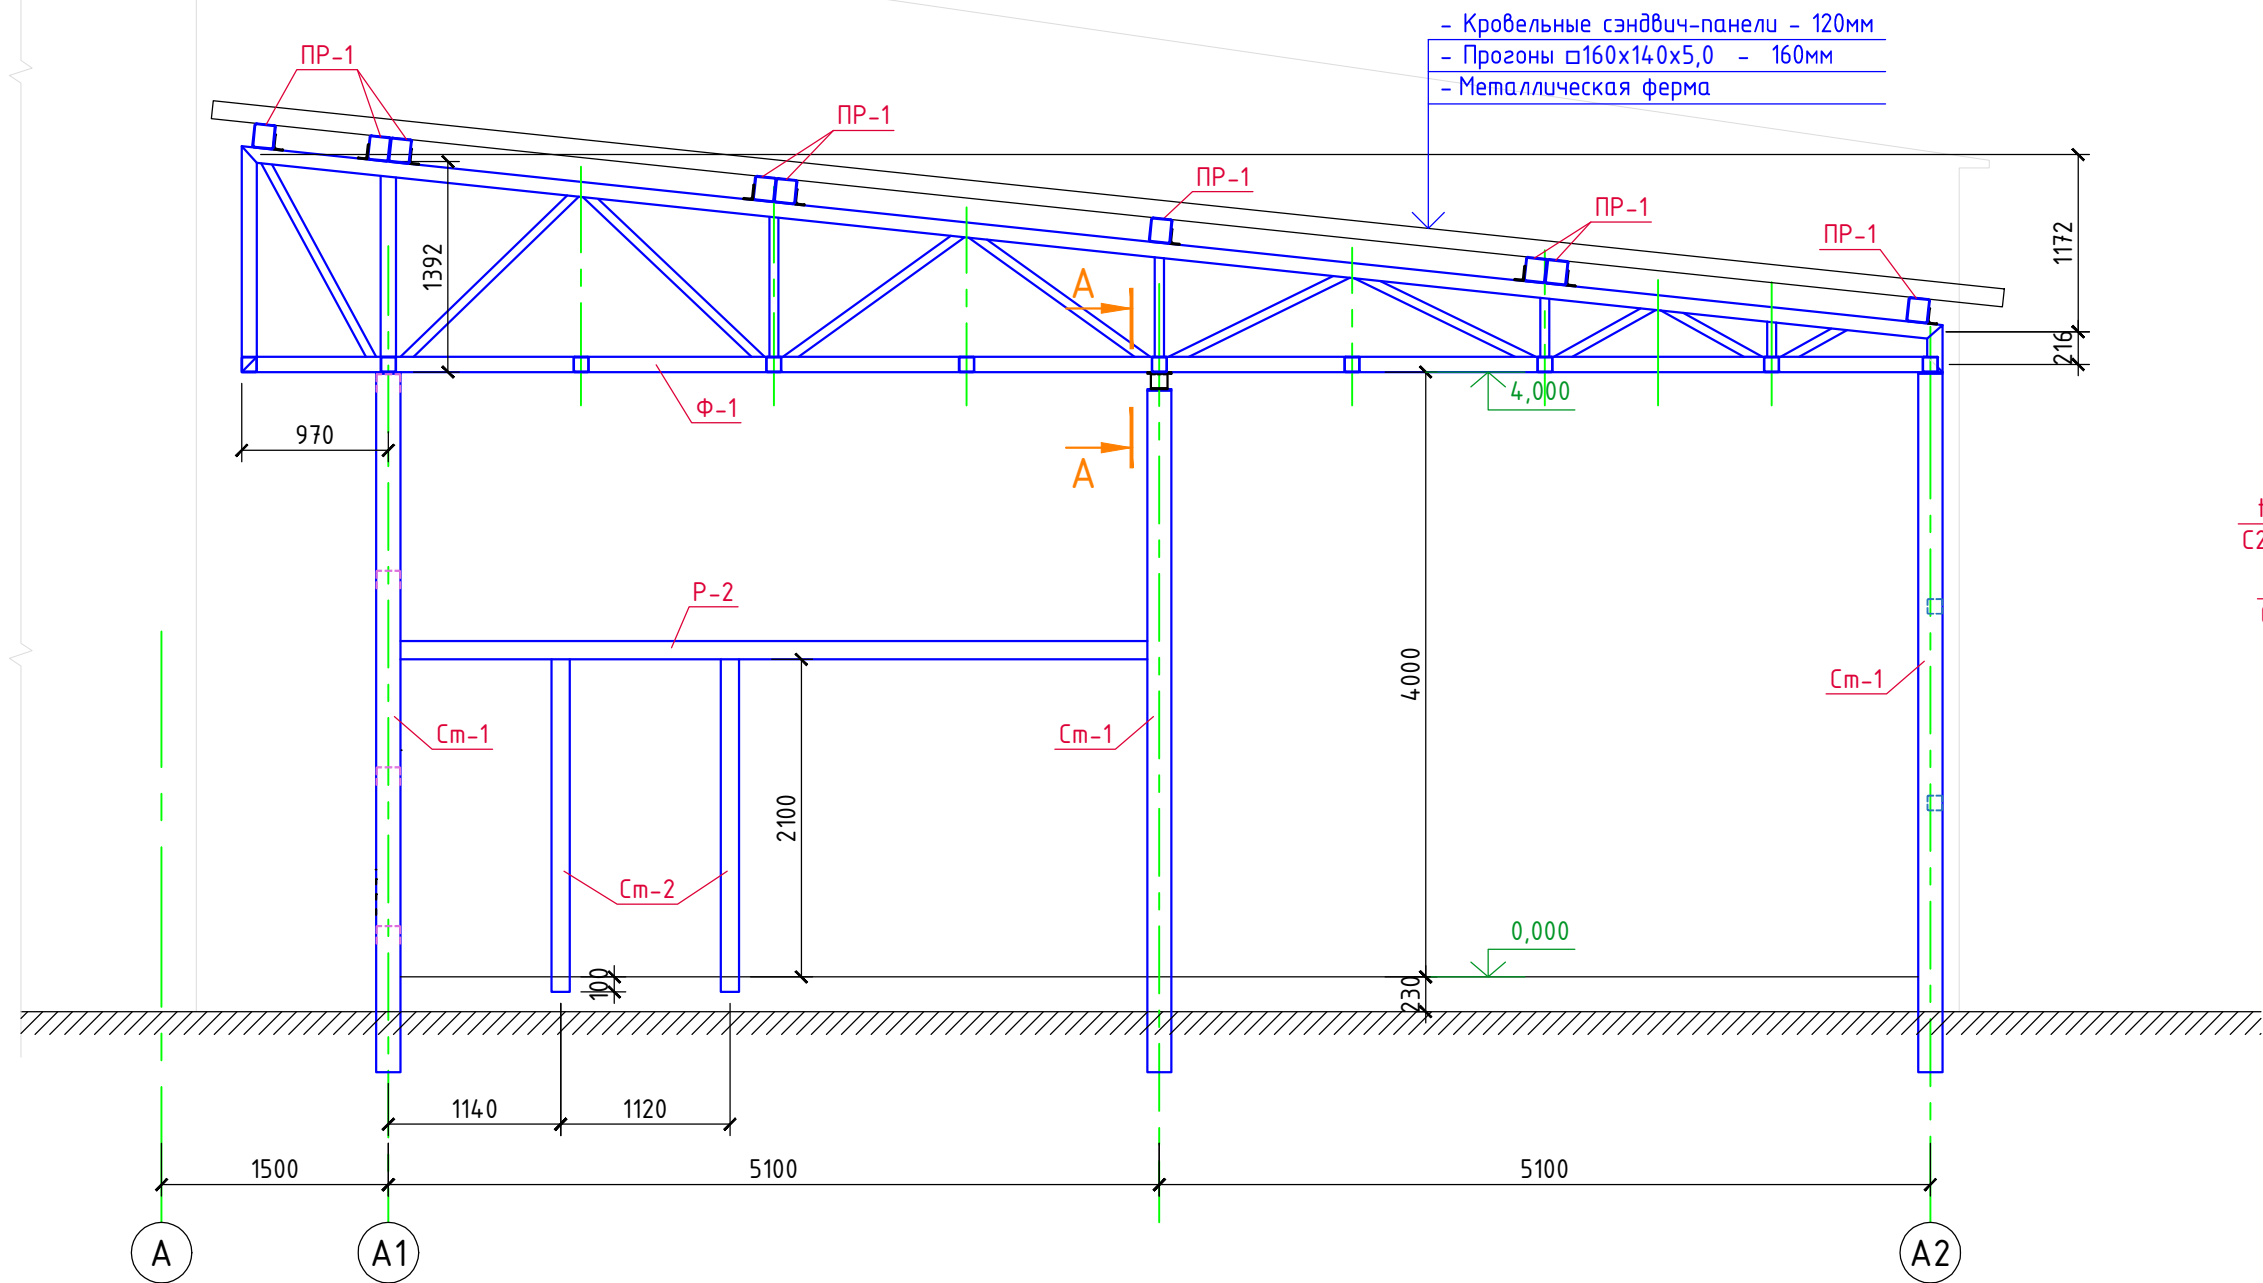 - Кровельные сэндвич-панели - 120мм
- Прогоны □160х140х5,0 - 160мм
- Металлическая ферма
ПР-1
ПР-1
ПР-1
ПР-1
ПР-1
1392
1172
216
А
А
4,000
Ф-1
970
С2
Р-2
4000
Ст-1
Ст-1
Ст-1
2100
Ст-2
0,000
100
230
1140
1120
1500
5100
5100
А
А1
А2